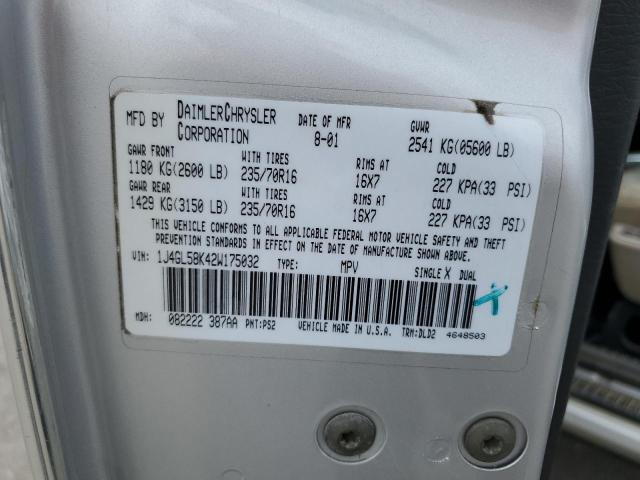 MFD BY DAIMLERCHRYSLER CORPORATION DATE OF MFR 8-01 GVWR 2541 KG(05600 LB)
GAWR FRONT WITH TIRES RIMS AT COLD
1180 KG(2600 LB) 235/70R16 16X7 227 KPA(33 PSI)
GAWR REAR WITH TIRES RIMS AT COLD
1429 KG(3150 LB) 235/70R16 16X7 227 KPA(33 PSI)
THIS VEHICLE CONFORMS TO ALL APPLICABLE FEDERAL MOTOR VEHICLE SAFETY AND THEFT
PREVENTION STANDARDS IN EFFECT ON THE DATE OF MANUFACTURE SHOWN ABOVE.
VIN: 1J4GL58K42W175032 TYPE: MPV SINGLE X DUAL
MDH: 082222 387AA PNT:PS2 VEHICLE MADE IN U.S.A. TRM:DLD2 4648503